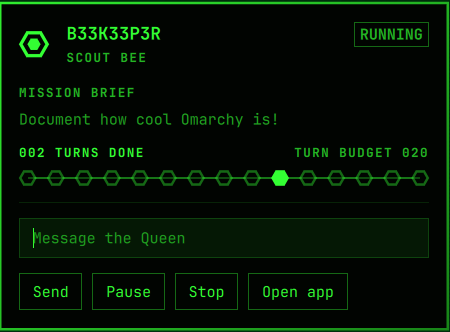 B33K33P3R
RUNNING
SCOUT BEE
MISSION BRIEF
Document how cool Omarchy is!
002 TURNS DONE
TURN BUDGET 020
Message the Queen
Send
Pause
Stop
Open app